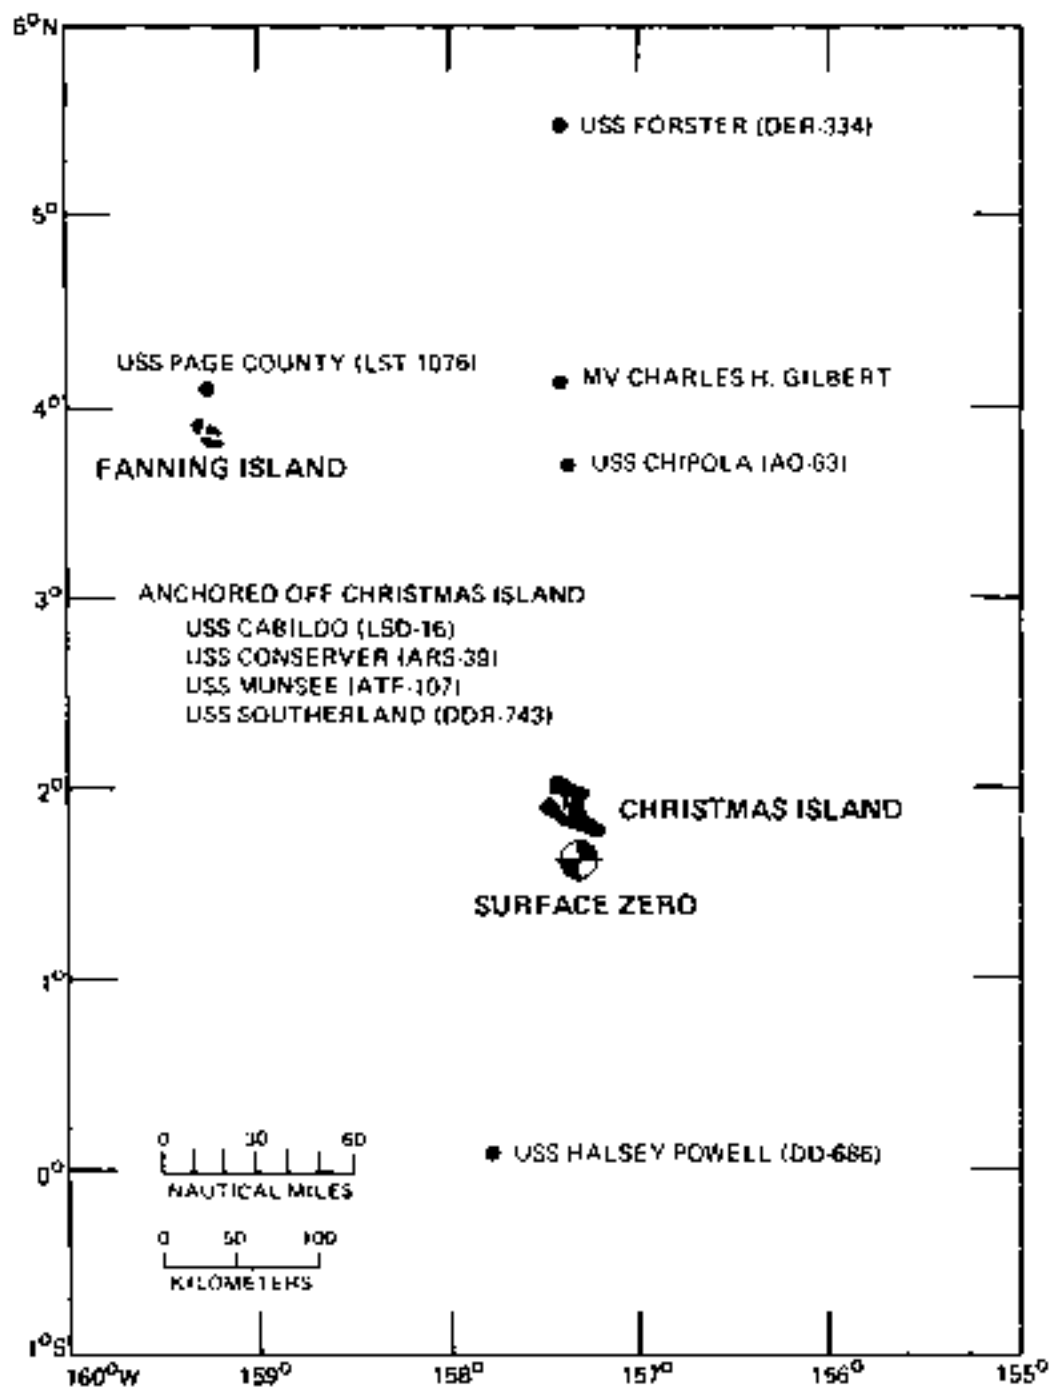 6°N
USS FORSTER (DER-334)
5°
USS PAGE COUNTY (LST 1076)
MV CHARLES H. GILBERT
4°
FANNING ISLAND
USS CHIPOLA (AO-63)
3°
ANCHORED OFF CHRISTMAS ISLAND
USS CABILDO (LSD-16)
USS CONSERVER (ARS-39)
USS MUNSEE (ATF-107)
USS SOUTHERLAND (DDR-743)
2°
CHRISTMAS ISLAND
SURFACE ZERO
1°
0 30 60
NAUTICAL MILES
USS HALSEY POWELL (DD-686)
0°
0 50 100
KILOMETERS
1°S
160°W 159° 158° 157° 156° 155°